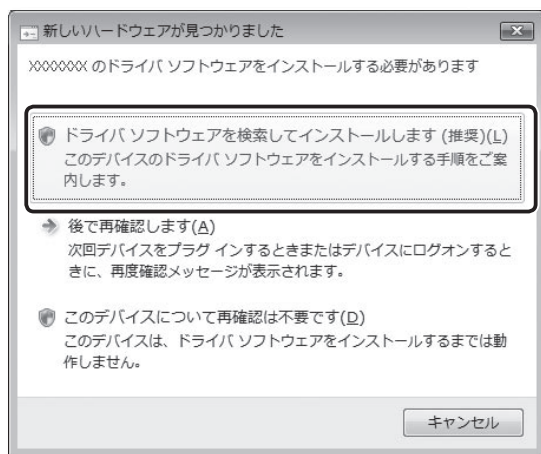 新しいハードウェアが見つかりました
XXXXXXX のドライバ ソフトウェアをインストールする必要があります
ドライバ ソフトウェアを検索してインストールします (推奨)(L)
このデバイスのドライバ ソフトウェアをインストールする手順をご案
内します。
後で再確認します(A)
次回デバイスをプラグ インするときまたはデバイスにログオンすると
きに、再度確認メッセージが表示されます。
このデバイスについて再確認は不要です(D)
このデバイスは、ドライバ ソフトウェアをインストールするまでは動
作しません。
キャンセル